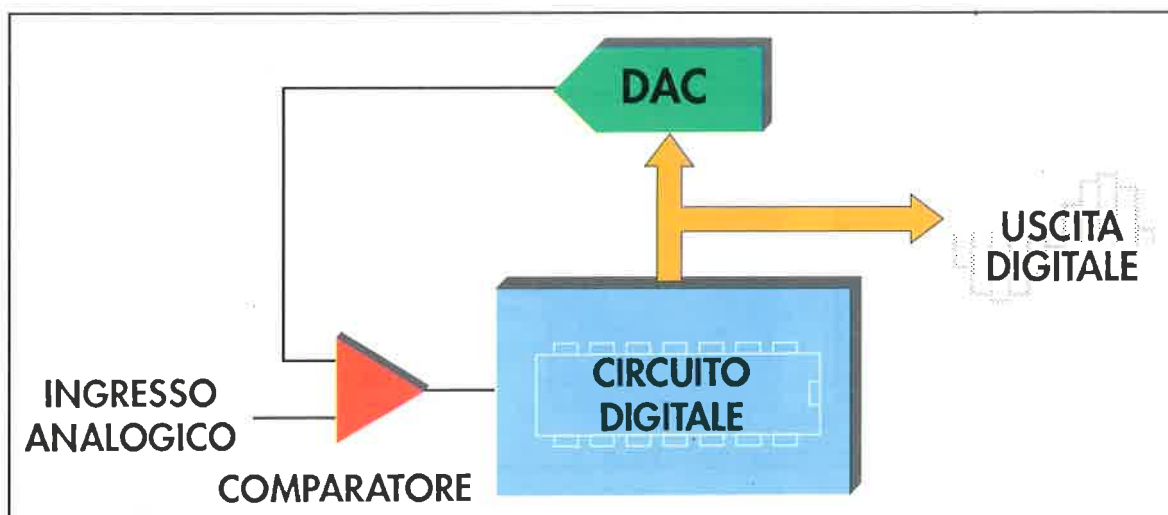 DAC
USCITA
DIGITALE
CIRCUITO
DIGITALE
INGRESSO
ANALOGICO
COMPARATORE